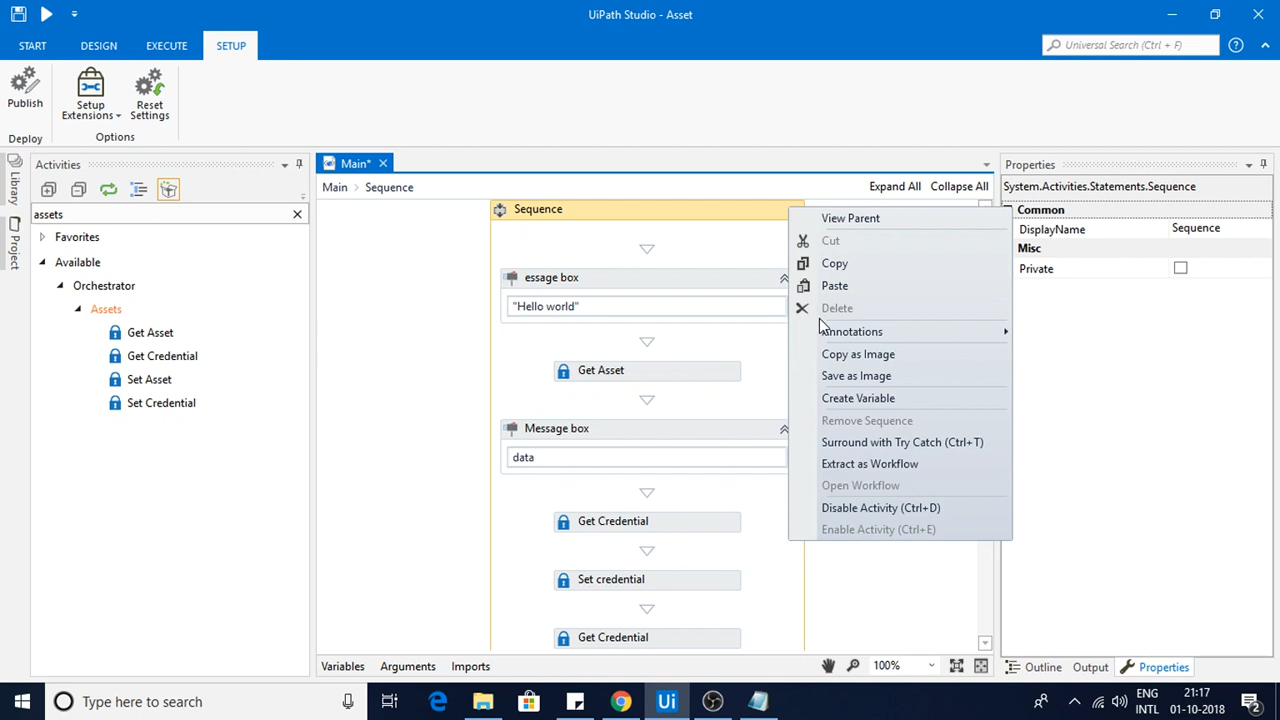 UiPath Studio - Asset
START
DESIGN
EXECUTE
SETUP
Universal Search (Ctrl + F)
Publish
Setup
Extensions
Reset
Settings
Deploy
Options
Library
Project
Activities
assets
Favorites
Available
Orchestrator
Assets
Get Asset
Get Credential
Set Asset
Set Credential
Main*
Main > Sequence
Expand All
Collapse All
Sequence
essage box
"Hello world"
Get Asset
Message box
data
Get Credential
Set credential
Get Credential
View Parent
Cut
Copy
Paste
Delete
Annotations
Copy as Image
Save as Image
Create Variable
Remove Sequence
Surround with Try Catch (Ctrl+T)
Extract as Workflow
Open Workflow
Disable Activity (Ctrl+D)
Enable Activity (Ctrl+E)
Properties
System.Activities.Statements.Sequence
Common
DisplayName
Sequence
Misc
Private
Variables
Arguments
Imports
100%
Outline
Output
Properties
Type here to search
Ui
ENG
INTL
21:17
01-10-2018
2